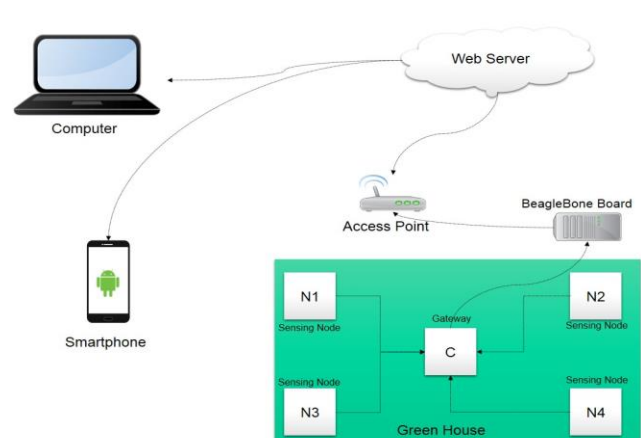 Web Server
Computer
BeagleBone Board
Access Point
N1
N2
Gateway
Sensing Node
Sensing Node
C
Smartphone
Sensing Node
Sensing Node
N3
N4
Green House